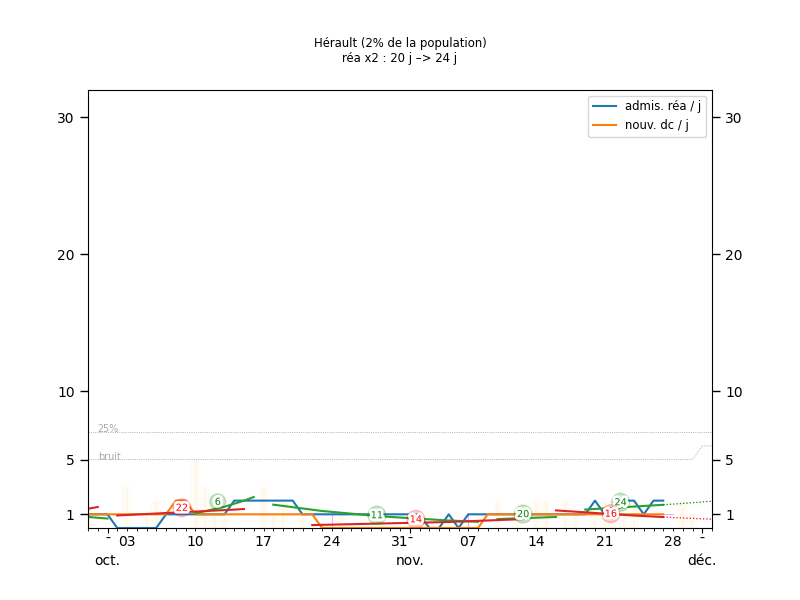 Hérault (2% de la population)
réa x2 : 20 j –> 24 j
admis. réa / j
nouv. dc / j
30
30
20
20
10
10
25%
5
bruit
5
1
1
22
6
11
14
20
16
24
- 03 10 17 24 31- 07 14 21 28 -
oct. nov. déc.